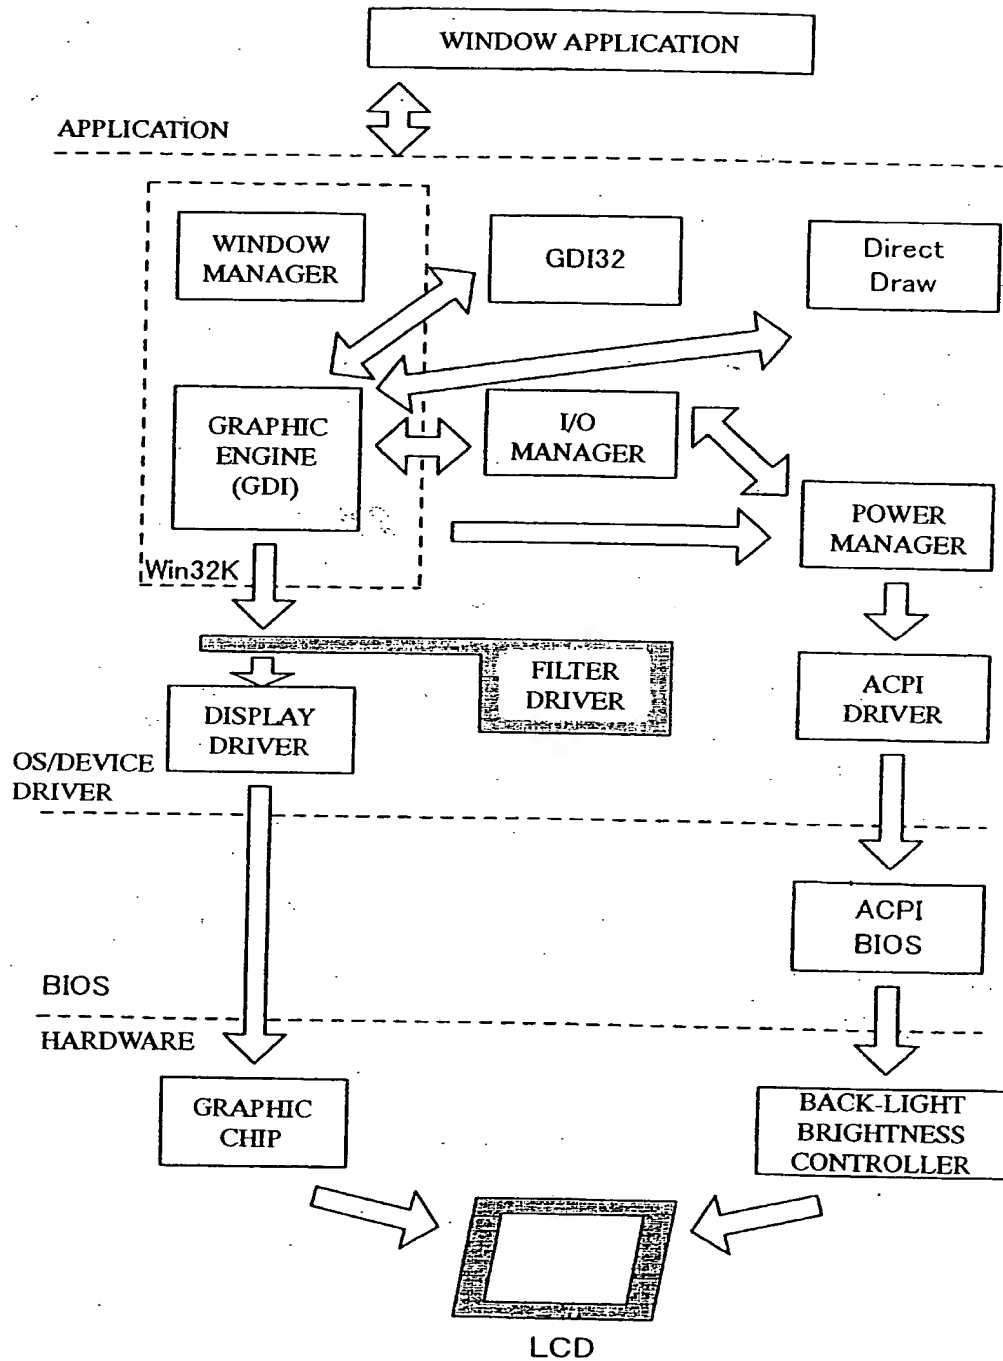 WINDOW APPLICATION
APPLICATION
WINDOW
MANAGER
GDI32
Direct
Draw
GRAPHIC
ENGINE
(GDI)
I/O
MANAGER
POWER
MANAGER
Win32K
FILTER
DRIVER
DISPLAY
DRIVER
ACPI
DRIVER
OS/DEVICE
DRIVER
ACPI
BIOS
BIOS
HARDWARE
GRAPHIC
CHIP
BACK-LIGHT
BRIGHTNESS
CONTROLLER
LCD